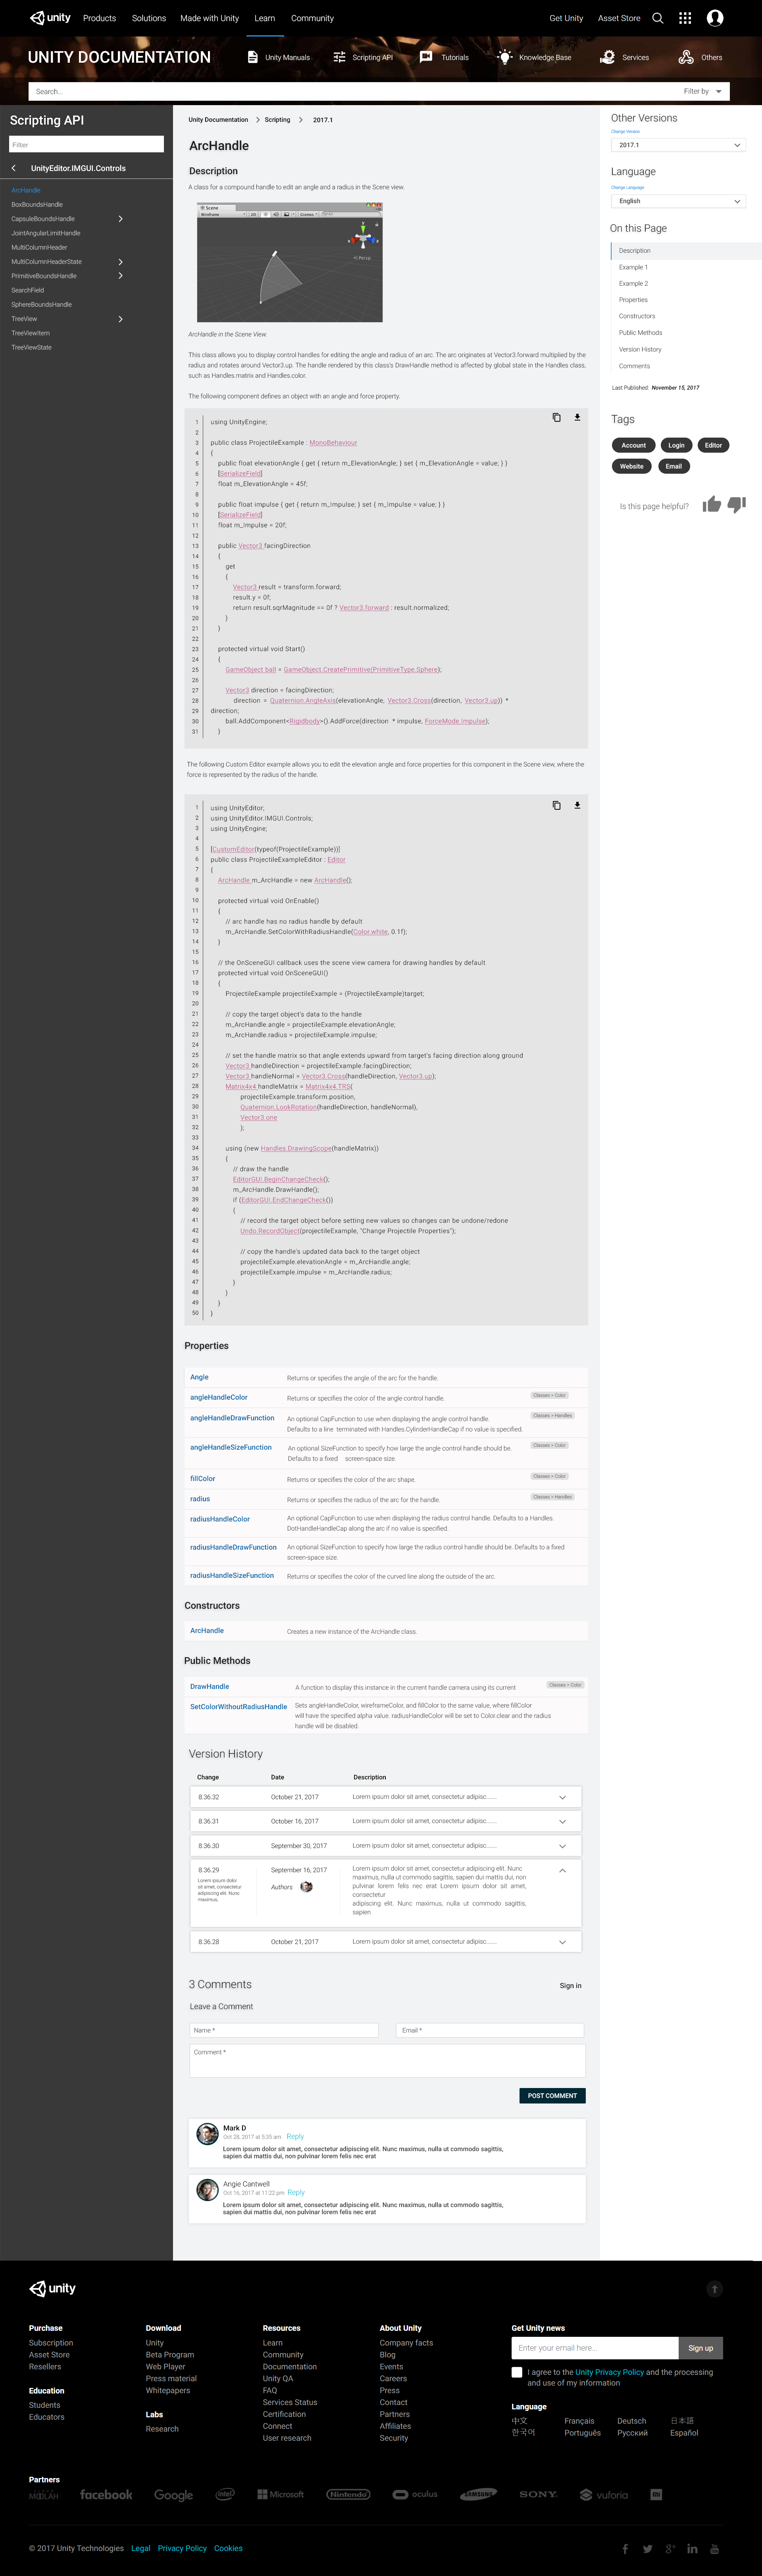 unity Products Solutions Made with Unity Learn Community Get Unity Asset Store
UNITY DOCUMENTATION Unity Manuals Scripting API Tutorials Knowledge Base Services Others
Search... Filter by
Scripting API
Filter
UnityEditor.IMGUI.Controls
ArcHandle
BoxBoundsHandle
CapsuleBoundsHandle
JointAngularLimitHandle
MultiColumnHeader
MultiColumnHeaderState
PrimitiveBoundsHandle
SearchField
SphereBoundsHandle
TreeView
TreeViewItem
TreeViewState
Unity Documentation Scripting 2017.1
ArcHandle
Description
A class for a compound handle to edit an angle and a radius in the Scene view.
Scene
Wireframe 2D Gizmos
Persp
ArcHandle in the Scene View.
This class allows you to display control handles for editing the angle and radius of an arc. The arc originates at Vector3.forward multiplied by the
radius and rotates around Vector3.up. The handle rendered by this class's DrawHandle method is affected by global state in the Handles class,
such as Handles.matrix and Handles.color.
The following component defines an object with an angle and force property.
1 using UnityEngine;
2
3 public class ProjectileExample : MonoBehaviour
4 {
5 public float elevationAngle { get { return m_ElevationAngle; } set { m_ElevationAngle = value; } }
6 [SerializeField]
7 float m_ElevationAngle = 45f;
8
9 public float impulse { get { return m_Impulse; } set { m_Impulse = value; } }
10 [SerializeField]
11 float m_Impulse = 20f;
12
13 public Vector3 facingDirection
14 {
15 get
16 {
17 Vector3 result = transform.forward;
18 result.y = 0f;
19 return result.sqrMagnitude == 0f ? Vector3.forward : result.normalized;
20 }
21 }
22
23 protected virtual void Start()
24 {
25 GameObject ball = GameObject.CreatePrimitive(PrimitiveType.Sphere);
26
27 Vector3 direction = facingDirection;
28 direction = Quaternion.AngleAxis(elevationAngle, Vector3.Cross(direction, Vector3.up)) *
29 direction;
30 ball.AddComponent<Rigidbody>().AddForce(direction * impulse, ForceMode.Impulse);
31 }
The following Custom Editor example allows you to edit the elevation angle and force properties for this component in the Scene view, where the
force is represented by the radius of the handle.
1 using UnityEditor;
2 using UnityEditor.IMGUI.Controls;
3 using UnityEngine;
4
5 [CustomEditor(typeof(ProjectileExample))]
6 public class ProjectileExampleEditor : Editor
7 {
8 ArcHandle m_ArcHandle = new ArcHandle();
9
10 protected virtual void OnEnable()
11 {
12 // arc handle has no radius handle by default
13 m_ArcHandle.SetColorWithRadiusHandle(Color.white, 0.1f);
14 }
15
16 // the OnSceneGUI callback uses the scene view camera for drawing handles by default
17 protected virtual void OnSceneGUI()
18 {
19 ProjectileExample projectileExample = (ProjectileExample)target;
20
21 // copy the target object's data to the handle
22 m_ArcHandle.angle = projectileExample.elevationAngle;
23 m_ArcHandle.radius = projectileExample.impulse;
24
25 // set the handle matrix so that angle extends upward from target's facing direction along ground
26 Vector3 handleDirection = projectileExample.facingDirection;
27 Vector3 handleNormal = Vector3.Cross(handleDirection, Vector3.up);
28 Matrix4x4 handleMatrix = Matrix4x4.TRS(
29 projectileExample.transform.position,
30 Quaternion.LookRotation(handleDirection, handleNormal),
31 Vector3.one
32 );
33
34 using (new Handles.DrawingScope(handleMatrix))
35 {
36 // draw the handle
37 EditorGUI.BeginChangeCheck();
38 m_ArcHandle.DrawHandle();
39 if (EditorGUI.EndChangeCheck())
40 {
41 // record the target object before setting new values so changes can be undone/redone
42 Undo.RecordObject(projectileExample, "Change Projectile Properties");
43
44 // copy the handle's updated data back to the target object
45 projectileExample.elevationAngle = m_ArcHandle.angle;
46 projectileExample.impulse = m_ArcHandle.radius;
47 }
48 }
49 }
50 }
Properties
Angle Returns or specifies the angle of the arc for the handle.
angleHandleColor Returns or specifies the color of the angle control handle. Classes > Color
angleHandleDrawFunction An optional CapFunction to use when displaying the angle control handle. Classes > Handles
Defaults to a line terminated with Handles.CylinderHandleCap if no value is specified.
angleHandleSizeFunction An optional SizeFunction to specify how large the angle control handle should be. Classes > Color
Defaults to a fixed screen-space size.
fillColor Returns or specifies the color of the arc shape. Classes > Color
radius Returns or specifies the radius of the arc for the handle. Classes > Handles
radiusHandleColor An optional CapFunction to use when displaying the radius control handle. Defaults to a Handles.
DotHandleHandleCap along the arc if no value is specified.
radiusHandleDrawFunction An optional SizeFunction to specify how large the radius control handle should be. Defaults to a fixed
screen-space size.
radiusHandleSizeFunction Returns or specifies the color of the curved line along the outside of the arc.
Constructors
ArcHandle Creates a new instance of the ArcHandle class.
Public Methods
DrawHandle A function to display this instance in the current handle camera using its current Classes > Color
SetColorWithoutRadiusHandle Sets angleHandleColor, wireframeColor, and fillColor to the same value, where fillColor
will have the specified alpha value. radiusHandleColor will be set to Color.clear and the radius
handle will be disabled.
Version History
Change Date Description
8.36.32 October 21, 2017 Lorem ipsum dolor sit amet, consectetur adipisc.......
8.36.31 October 16, 2017 Lorem ipsum dolor sit amet, consectetur adipisc.......
8.36.30 September 30, 2017 Lorem ipsum dolor sit amet, consectetur adipisc.......
8.36.29 September 16, 2017
Lorem ipsum dolor
sit amet, consectetur
adipiscing elit. Nunc
maximus,
Authors
Lorem ipsum dolor sit amet, consectetur adipiscing elit. Nunc
maximus, nulla ut commodo sagittis, sapien dui mattis dui, non
pulvinar lorem felis nec erat Lorem ipsum dolor sit amet,
consectetur
adipiscing elit. Nunc maximus, nulla ut commodo sagittis,
sapien
8.36.28 October 21, 2017 Lorem ipsum dolor sit amet, consectetur adipisc.......
3 Comments Sign in
Leave a Comment
Name * Email *
Comment *
POST COMMENT
Mark D
Oct 28, 2017 at 5:35 am Reply
Lorem ipsum dolor sit amet, consectetur adipiscing elit. Nunc maximus, nulla ut commodo sagittis,
sapien dui mattis dui, non pulvinar lorem felis nec erat
Angie Cantwell
Oct 16, 2017 at 11:22 pm Reply
Lorem ipsum dolor sit amet, consectetur adipiscing elit. Nunc maximus, nulla ut commodo sagittis,
sapien dui mattis dui, non pulvinar lorem felis nec erat
Other Versions
Change Version
2017.1
Language
Change Language
English
On this Page
Description
Example 1
Example 2
Properties
Constructors
Public Methods
Version History
Comments
Last Published: November 15, 2017
Tags
Account Login Editor
Website Email
Is this page helpful?
unity
Purchase
Subscription
Asset Store
Resellers
Education
Students
Educators
Download
Unity
Beta Program
Web Player
Press material
Whitepapers
Labs
Research
Resources
Learn
Community
Documentation
Unity QA
FAQ
Services Status
Certification
Connect
User research
About Unity
Company facts
Blog
Events
Careers
Press
Contact
Partners
Affiliates
Security
Get Unity news
Enter your email here... Sign up
I agree to the Unity Privacy Policy and the processing
and use of my information
Language
中文 Français Deutsch 日本語
한국어 Português Русский Español
Partners
MOOLAH facebook Google intel Microsoft Nintendo oculus SAMSUNG SONY vuforia MI
© 2017 Unity Technologies Legal Privacy Policy Cookies